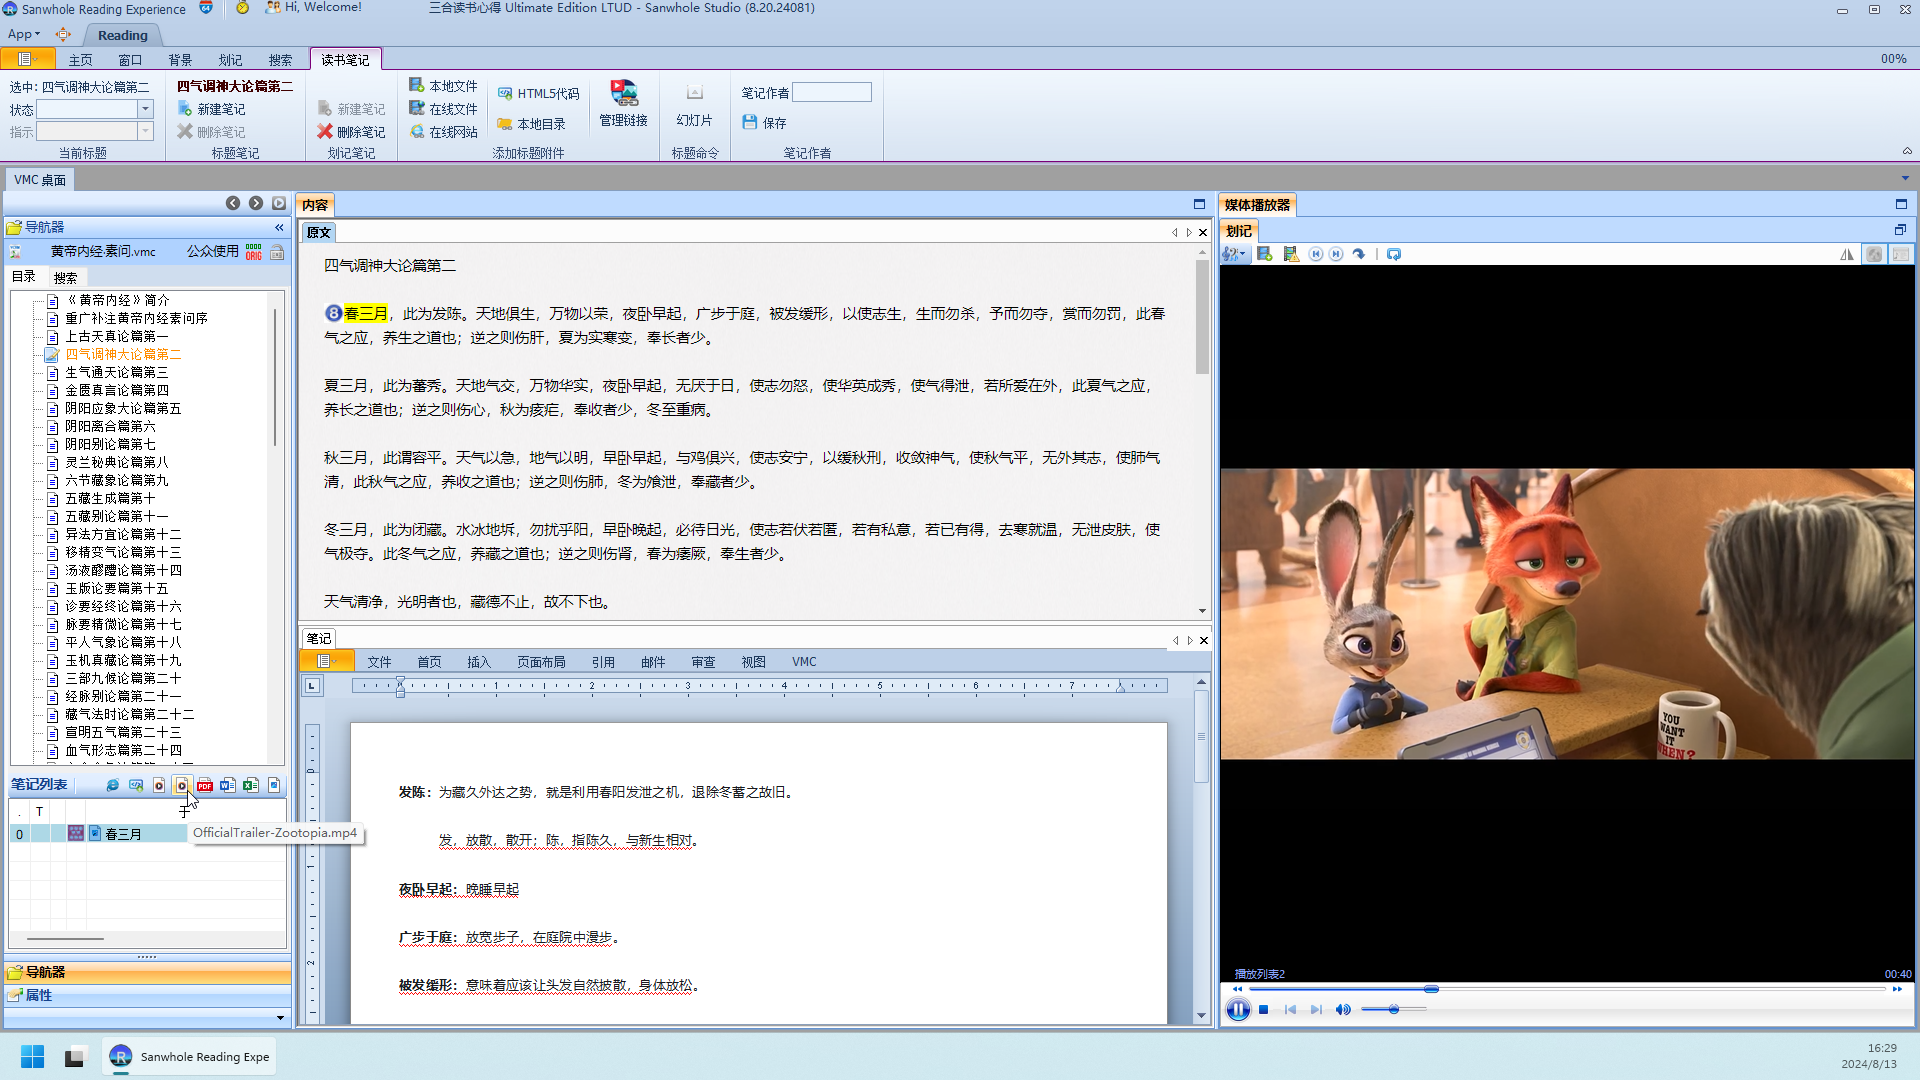 Sanwhole Reading Experience
64
Hi, Welcome!
三合读书心得 Ultimate Edition LTUD - Sanwhole Studio (8.20.24081)
App
Reading
主页
窗口
背景
划记
搜索
读书笔记
00%
选中: 四气调神大论篇第二
状态
指示
当前标题
四气调神大论篇第二
新建笔记
删除笔记
标题笔记
新建笔记
删除笔记
划记笔记
本地文件
在线文件
在线网站
HTML5代码
本地目录
添加标题附件
管理链接
幻灯片
标题命令
笔记作者
保存
笔记作者
VMC 桌面
导航器
黄帝内经·素问.vmc
公众使用
ORIG
目录
搜索
《黄帝内经》简介
重广补注黄帝内经素问序
上古天真论篇第一
四气调神大论篇第二
生气通天论篇第三
金匮真言论篇第四
阴阳应象大论篇第五
阴阳离合篇第六
阴阳别论篇第七
灵兰秘典论篇第八
六节藏象论篇第九
五藏生成篇第十
五藏别论篇第十一
异法方宜论篇第十二
移精变气论篇第十三
汤液醪醴论篇第十四
玉版论要篇第十五
诊要经终论篇第十六
脉要精微论篇第十七
平人气象论篇第十八
玉机真藏论篇第十九
三部九候论篇第二十
经脉别论篇第二十一
藏气法时论篇第二十二
宣明五气篇第二十三
血气形志篇第二十四
笔记列表
PDF
. T 于
0 春三月
OfficialTrailer-Zootopia.mp4
导航器
属性
内容
原文
四气调神大论篇第二
8春三月，此为发陈。天地俱生，万物以荣，夜卧早起，广步于庭，被发缓形，以使志生，生而勿杀，予而勿夺，赏而勿罚，此春
气之应，养生之道也；逆之则伤肝，夏为实寒变，奉长者少。
夏三月，此为蕃秀。天地气交，万物华实，夜卧早起，无厌于日，使志勿怒，使华英成秀，使气得泄，若所爱在外，此夏气之应，
养长之道也；逆之则伤心，秋为痎疟，奉收者少，冬至重病。
秋三月，此谓容平。天气以急，地气以明，早卧早起，与鸡俱兴，使志安宁，以缓秋刑，收敛神气，使秋气平，无外其志，使肺气
清，此秋气之应，养收之道也；逆之则伤肺，冬为飧泄，奉藏者少。
冬三月，此为闭藏。水冰地坼，勿扰乎阳，早卧晚起，必待日光，使志若伏若匿，若有私意，若已有得，去寒就温，无泄皮肤，使
气极夺。此冬气之应，养藏之道也；逆之则伤肾，春为痿厥，奉生者少。
天气清净，光明者也，藏德不止，故不下也。
笔记
文件
首页
插入
页面布局
引用
邮件
审查
视图
VMC
1 2 3 4 5 6 7
发陈：为藏久外达之势，就是利用春阳发泄之机，退除冬蓄之故旧。
发，放散，散开；陈，指陈久，与新生相对。
夜卧早起：晚睡早起
广步于庭：放宽步子，在庭院中漫步。
被发缓形：意味着应该让头发自然披散，身体放松。
媒体播放器
划记
YOU
WANT
IT
WHEN?
播放列表2
00:40
Sanwhole Reading Expe
16:29
2024/8/13